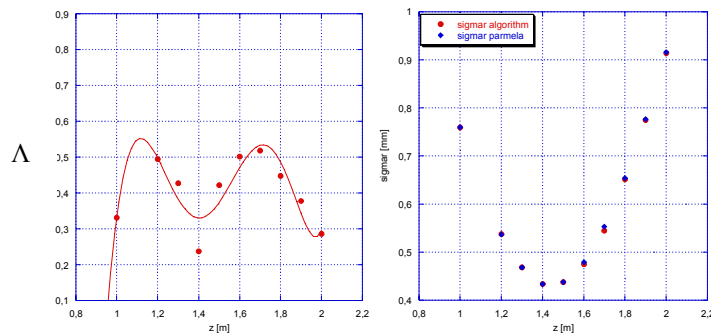 0,9
0,8
0,7
0,6
0,5
0,4
0,3
0,2
0,1
Λ
0,8 1 1,2 1,4 1,6 1,8 2 2,2
z [m]
sigmar algorithm
sigmar parmela
1
0,9
0,8
0,7
0,6
0,5
0,4
sigmar [mm]
0,8 1 1,2 1,4 1,6 1,8 2 2,2
z [m]